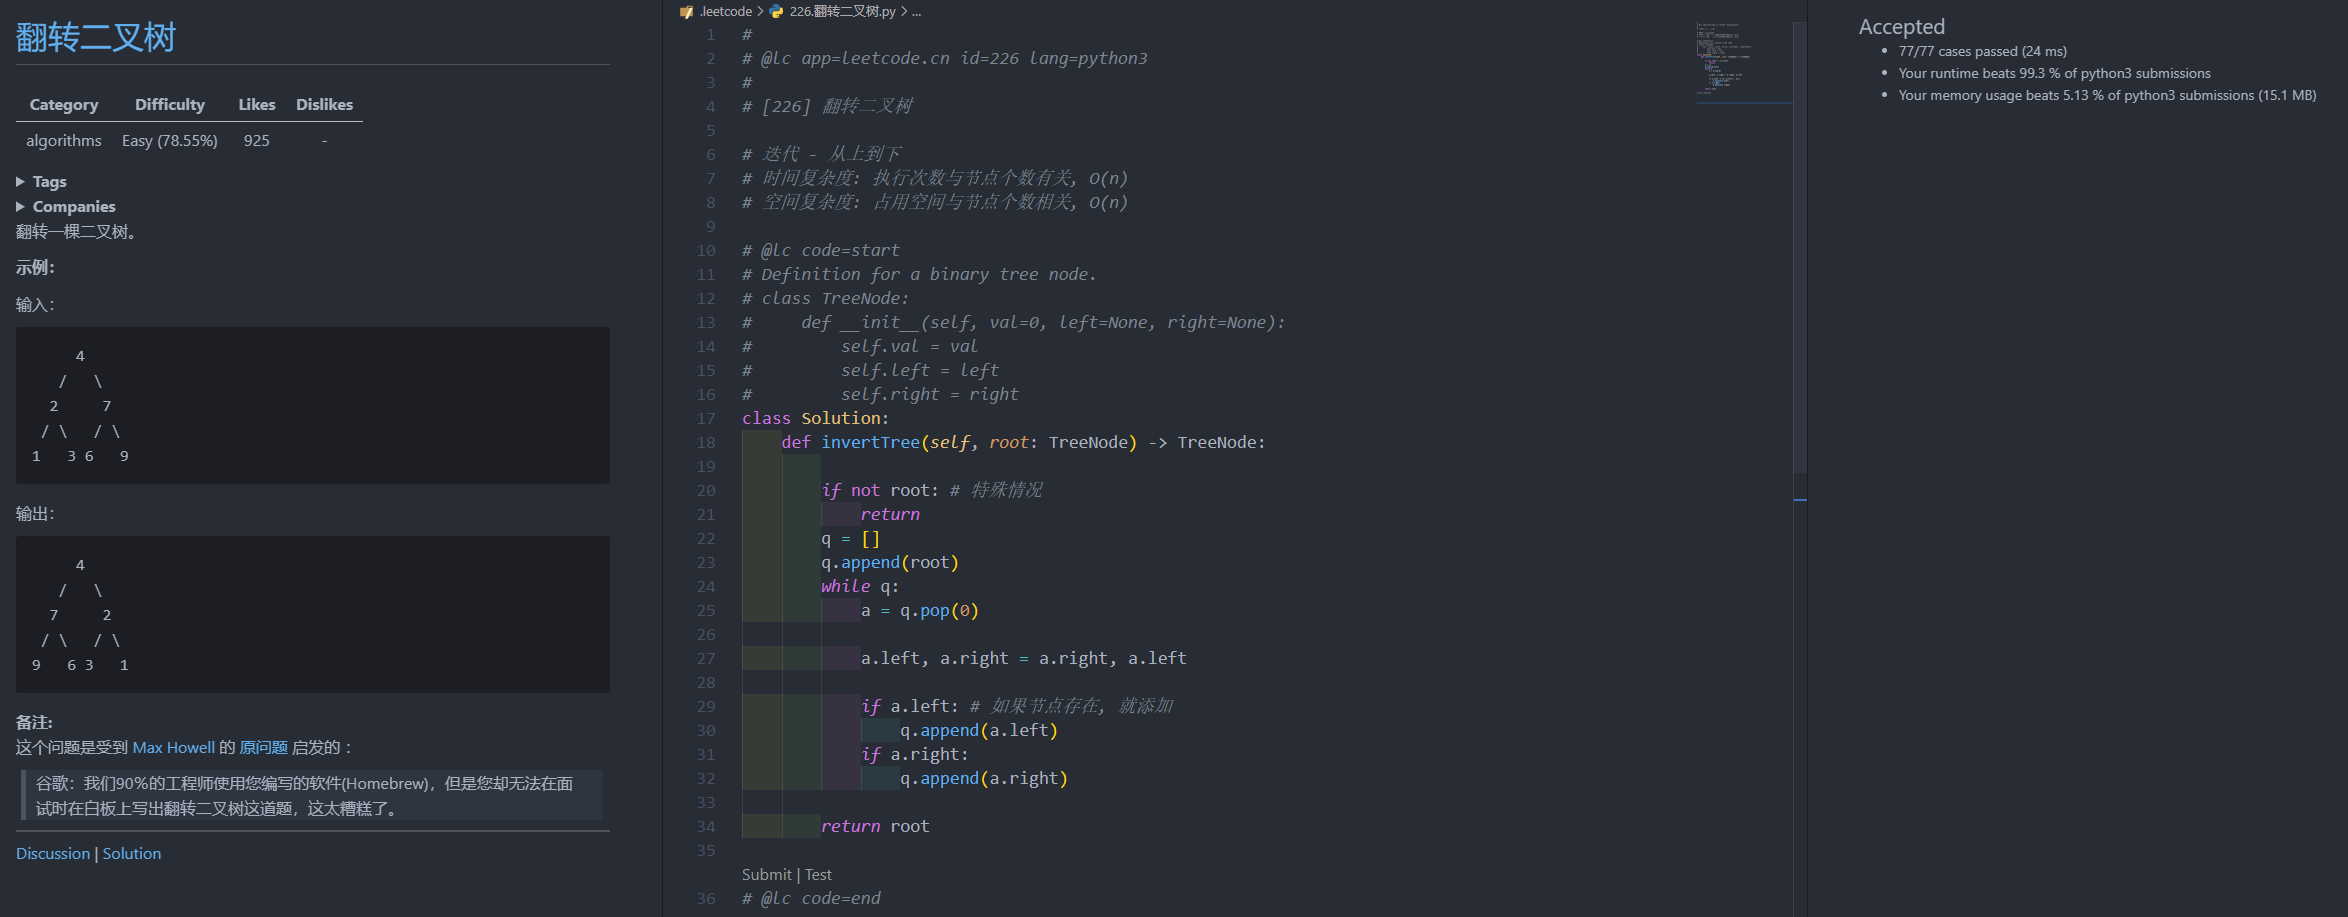 翻转二叉树
Category Difficulty Likes Dislikes
algorithms Easy (78.55%) 925 -
Tags
Companies
翻转一棵二叉树。
示例：
输入：
4
/ \
2 7
/ \ / \
1 3 6 9
输出：
4
/ \
7 2
/ \ / \
9 6 3 1
备注:
这个问题是受到 Max Howell 的 原问题 启发的：
谷歌：我们90%的工程师使用您编写的软件(Homebrew)，但是您却无法在面
试时在白板上写出翻转二叉树这道题，这太糟糕了。
Discussion | Solution
.leetcode > 226.翻转二叉树.py > ...
1 #
2 # @lc app=leetcode.cn id=226 lang=python3
3 #
4 # [226] 翻转二叉树
5
6 # 迭代 - 从上到下
7 # 时间复杂度: 执行次数与节点个数有关, O(n)
8 # 空间复杂度: 占用空间与节点个数相关, O(n)
9
10 # @lc code=start
11 # Definition for a binary tree node.
12 # class TreeNode:
13 #     def __init__(self, val=0, left=None, right=None):
14 #         self.val = val
15 #         self.left = left
16 #         self.right = right
17 class Solution:
18     def invertTree(self, root: TreeNode) -> TreeNode:
19
20         if not root: # 特殊情况
21             return
22         q = []
23         q.append(root)
24         while q:
25             a = q.pop(0)
26
27             a.left, a.right = a.right, a.left
28
29             if a.left: # 如果节点存在, 就添加
30                 q.append(a.left)
31             if a.right:
32                 q.append(a.right)
33
34         return root
35
Submit | Test
36 # @lc code=end
Accepted
• 77/77 cases passed (24 ms)
• Your runtime beats 99.3 % of python3 submissions
• Your memory usage beats 5.13 % of python3 submissions (15.1 MB)